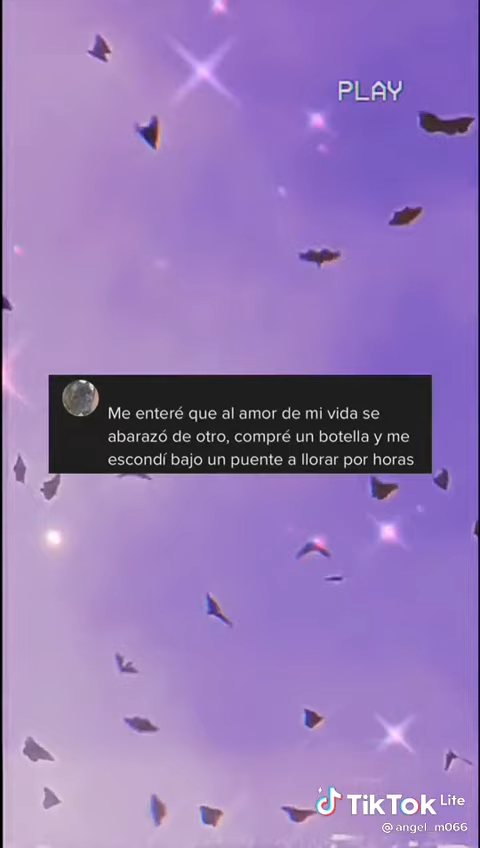 PLAY
Me enteré que al amor de mi vida se
abarazó de otro, compré un botella y me
escondí bajo un puente a llorar por horas
TikTok Lite
@angel_m066